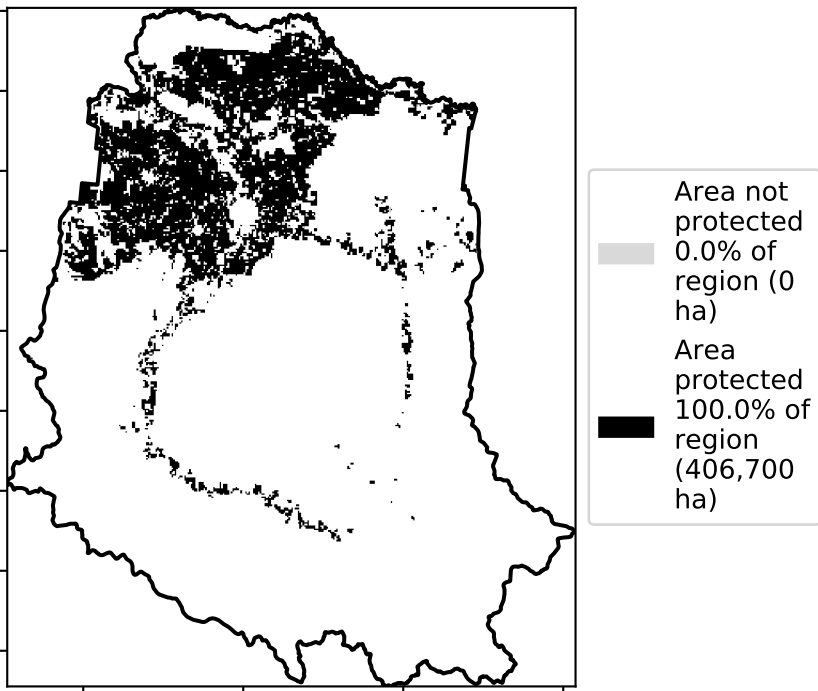 Area not
protected
0.0% of
region (0
ha)
Area
protected
100.0% of
region
(406,700
ha)